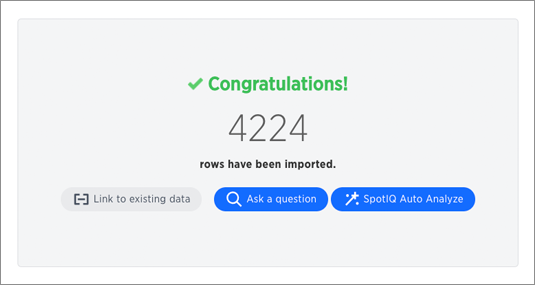 Congratulations!
4224
rows have been imported.
Link to existing data
Ask a question
SpotIQ Auto Analyze